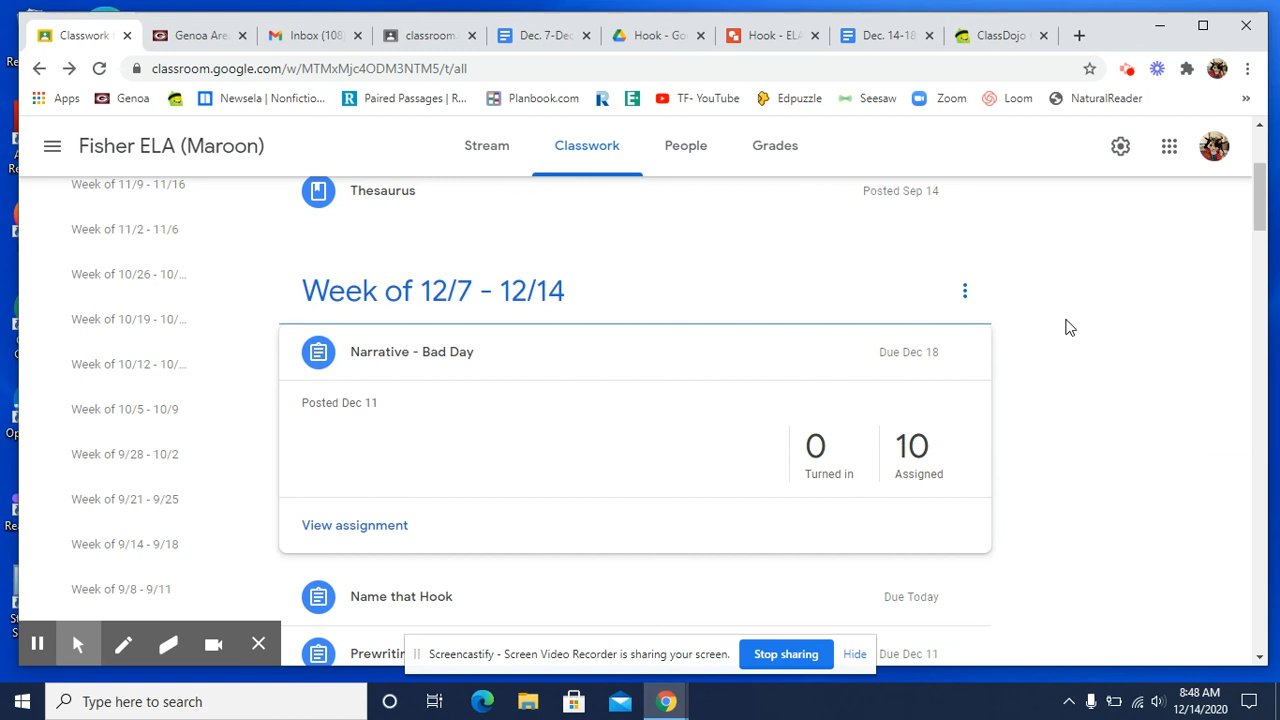 Classwork f
Genoa Area
Inbox (108
classroom.
Dec. 7-Dec
Hook - Goo
Hook - ELA
Dec. 14-18
ClassDojo f
classroom.google.com/w/MTMxMjc4ODM3NTM5/t/all
Apps
Genoa
Newsela | Nonfictio...
Paired Passages | R...
Planbook.com
TF- YouTube
Edpuzzle
Seesaw
Zoom
Loom
NaturalReader
»
Fisher ELA (Maroon)
Stream
Classwork
People
Grades
Week of 11/9 - 11/16
Week of 11/2 - 11/6
Week of 10/26 - 10/...
Week of 10/19 - 10/...
Week of 10/12 - 10/...
Week of 10/5 - 10/9
Week of 9/28 - 10/2
Week of 9/21 - 9/25
Week of 9/14 - 9/18
Week of 9/8 - 9/11
Thesaurus
Posted Sep 14
Week of 12/7 - 12/14
Narrative - Bad Day
Due Dec 18
Posted Dec 11
0
10
Turned in
Assigned
View assignment
Name that Hook
Due Today
Prewritin
Due Dec 11
Screencastify - Screen Video Recorder is sharing your screen.
Stop sharing
Hide
Type here to search
8:48 AM
12/14/2020